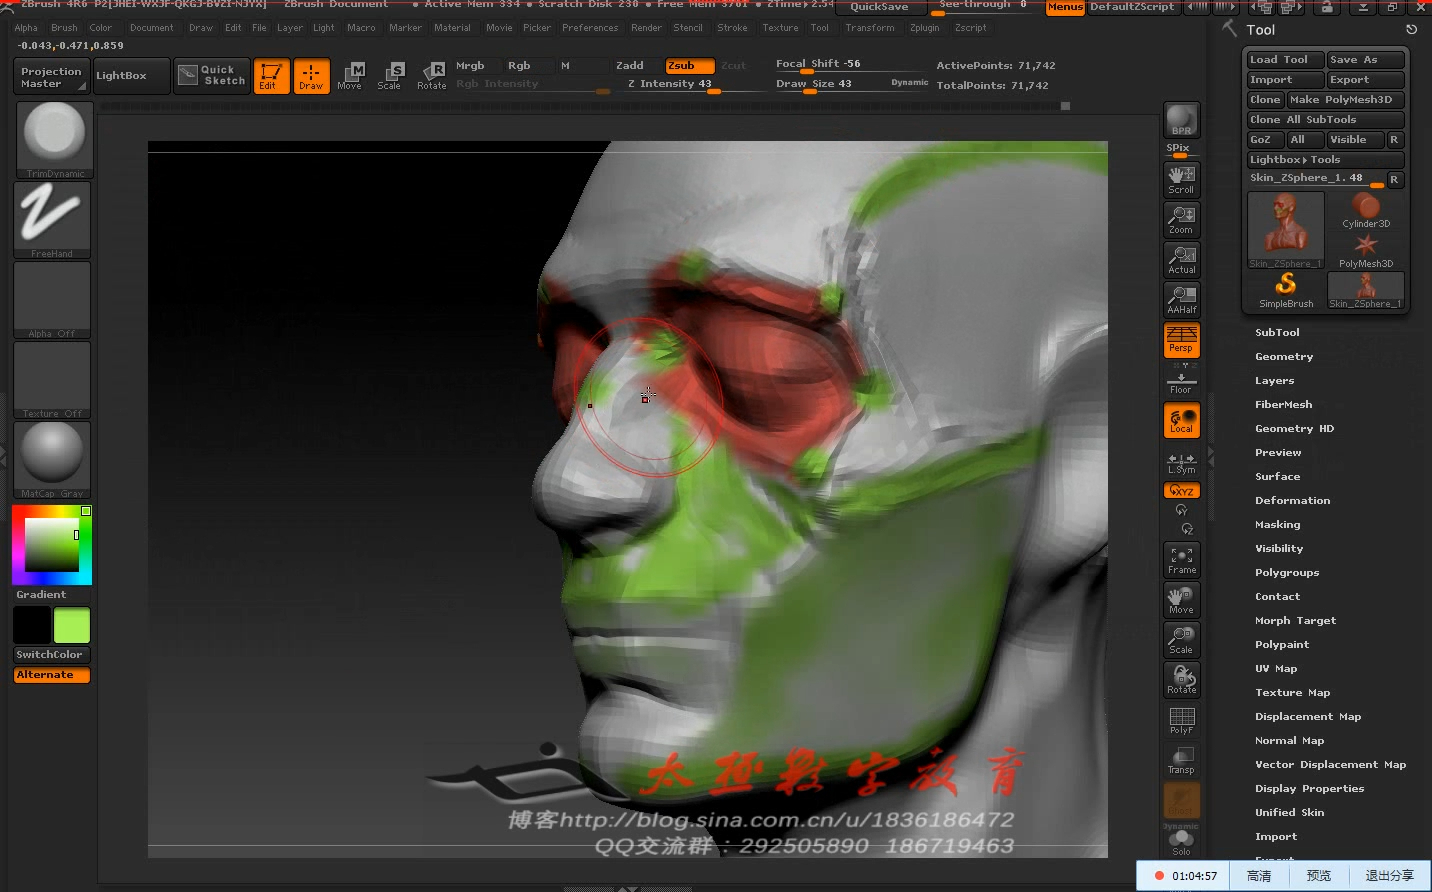 ZBrush 4R6 P2[JHEI-WXJF-QKGJ-BVZI-NJYX] ZBrush Document • Active Mem 334 • Scratch Disk 230 • Free Mem 3761 • ZTime▸2.54 QuickSave See-through 0 Menus DefaultZScript
Alpha Brush Color Document Draw Edit File Layer Light Macro Marker Material Movie Picker Preferences Render Stencil Stroke Texture Tool Transform Zplugin Zscript
-0.043,-0.471,0.859
Projection Master
LightBox
Quick Sketch
Edit
Draw
Move
Scale
Rotate
Mrgb Rgb M
Rgb Intensity
Zadd Zsub Zcut
Z Intensity 43
Focal Shift -56
Draw Size 43
Dynamic
ActivePoints: 71,742
TotalPoints: 71,742
TrimDynamic
FreeHand
Alpha Off
Texture Off
MatCap Gray
Gradient
SwitchColor
Alternate
太极数字教育
博客http://blog.sina.com.cn/u/1836186472
QQ交流群：292505890 186719463
BPR
SPix
Scroll
Zoom
Actual
AAHalf
Persp
Floor
Local
L.Sym
XYZ
Y
Z
Frame
Move
Scale
Rotate
PolyF
Transp
Ghost
Dynamic
Solo
Tool
Load Tool Save As
Import Export
Clone Make PolyMesh3D
Clone All SubTools
GoZ All Visible R
Lightbox▸Tools
Skin_ZSphere_1. 48 R
Skin_ZSphere_1
Cylinder3D
PolyMesh3D
SimpleBrush
Skin_ZSphere_1
SubTool
Geometry
Layers
FiberMesh
Geometry HD
Preview
Surface
Deformation
Masking
Visibility
Polygroups
Contact
Morph Target
Polypaint
UV Map
Texture Map
Displacement Map
Normal Map
Vector Displacement Map
Display Properties
Unified Skin
Import
Export
01:04:57 高清 预览 退出分享